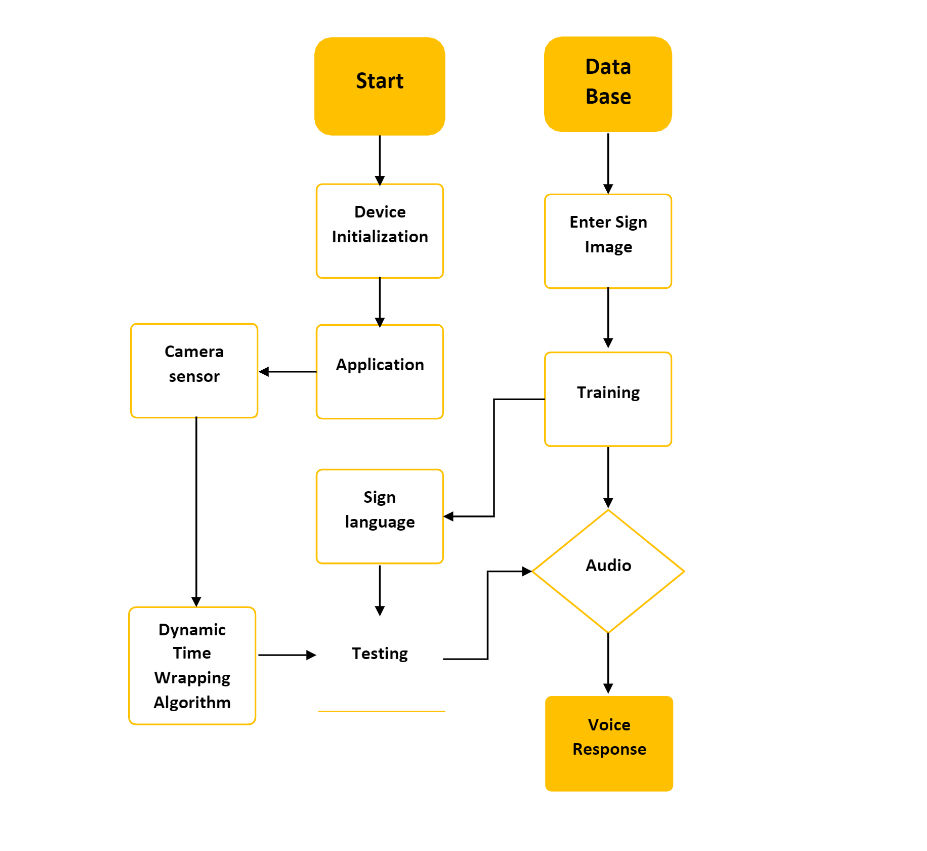 Start
Data
Base
Device
Initialization
Enter Sign
Image
Camera
sensor
Application
Training
Sign
language
Audio
Dynamic
Time
Wrapping
Algorithm
Testing
Voice
Response